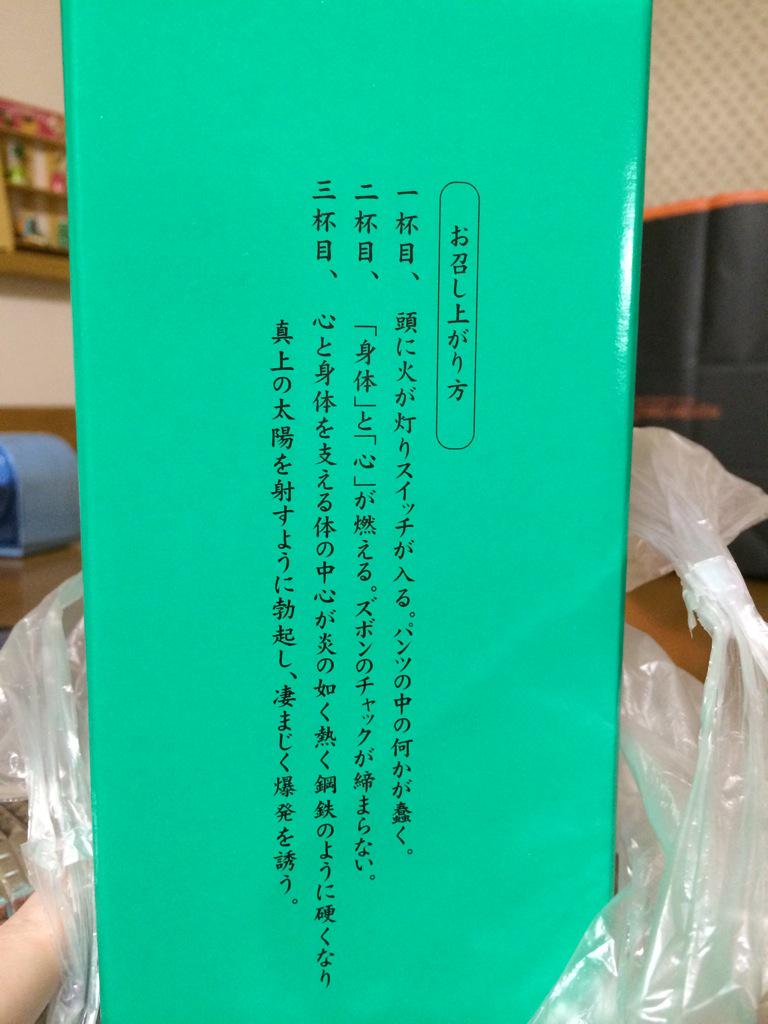 お召し上がり方
一杯目、頭に火が灯りスイッチが入る。パンツの中の何かが蠢く。
二杯目、「身体」と「心」が燃える。ズボンのチャックが締まらない。
三杯目、心と身体を支える体の中心が炎の如く熱く鋼鉄のように硬くなり
真上の太陽を射すように勃起し、凄まじく爆発を誘う。